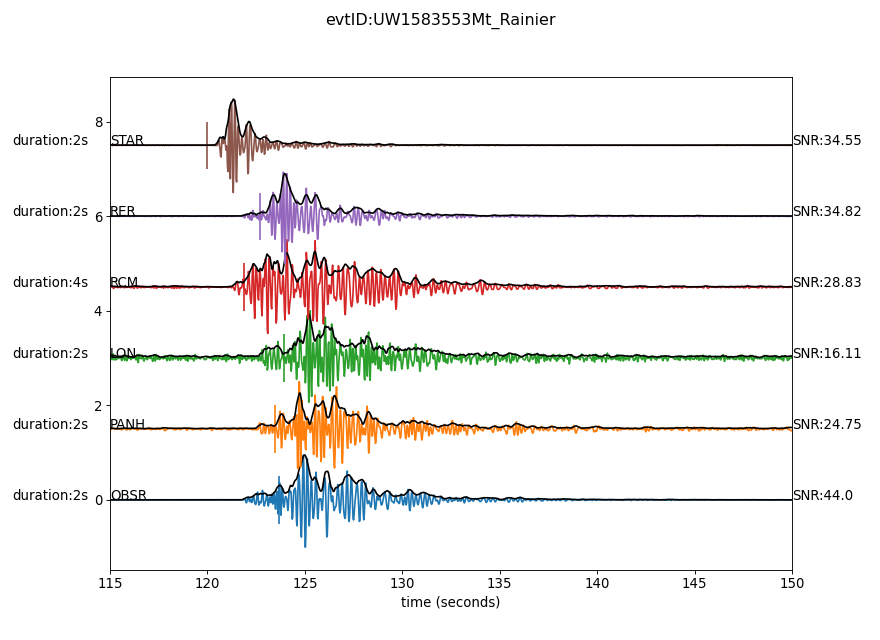 evtID:UW1583553Mt_Rainier
8
duration:2s STAR SNR:34.55
duration:2s RER SNR:34.82
6
duration:4s RCM SNR:28.83
4
duration:2s LON SNR:16.11
2
duration:2s PANH SNR:24.75
duration:2s OBSR SNR:44.0
0
115 120 125 130 135 140 145 150
time (seconds)